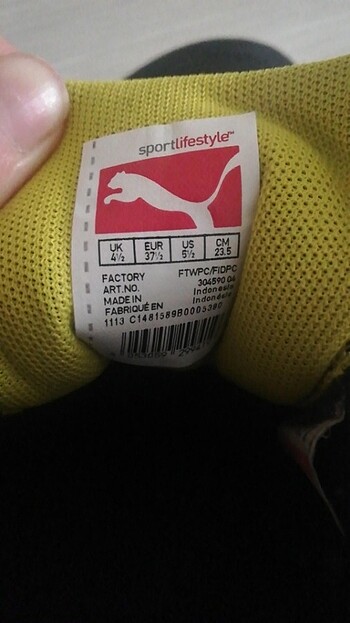 sportlifestyle™
UK EUR US CM
4½ 37½ 5½ 23.5
FACTORY FTWPC/FIDPC
ART.NO. 304590 04
MADE IN Indonesia
FABRIQUÉ EN Indonésie
1113 C1481589B0005390